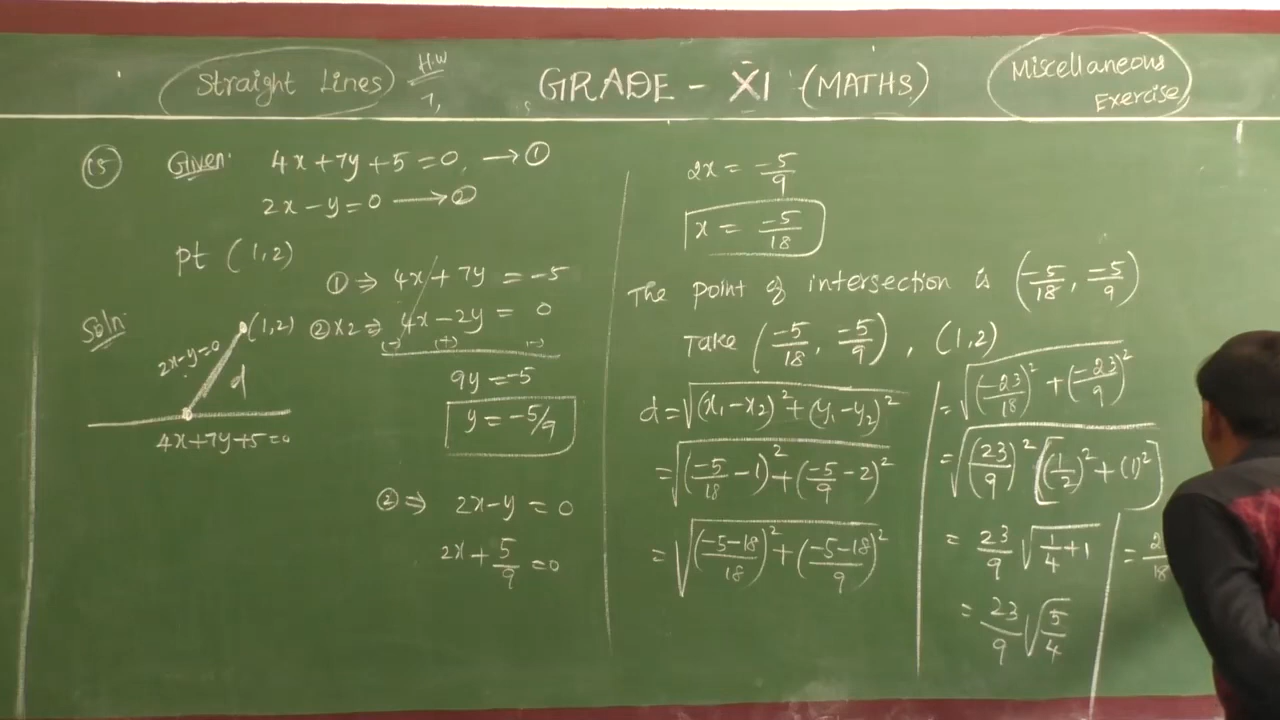 Straight Lines
H.W
1,
GRADE - XI (MATHS)
Miscellaneous
Exercise
15
Given: 4x+7y+5=0, → ①
2x-y=0 → ②
pt (1,2)
Soln:
(1,2)
2x-y=0
d
4x+7y+5=0
① ⇒ 4x+7y = -5
②x2 ⇒ 4x-2y = 0
(-) (+) (-)
9y = -5
y = -5/9
② ⇒ 2x-y = 0
2x + 5/9 = 0
2x = -5/9
x = -5/18
The point of intersection is (-5/18, -5/9)
Take (-5/18, -5/9), (1,2)
d = √((x₁-x₂)² + (y₁-y₂)²)
= √((-5/18 - 1)² + (-5/9 - 2)²)
= √(((-5-18)/18)² + ((-5-18)/9)²)
= √((-23/18)² + (-23/9)²)
= √((23/9)² [(1/2)² + (1)²])
= 23/9 √(1/4 + 1)
= 23/9 √(5/4)